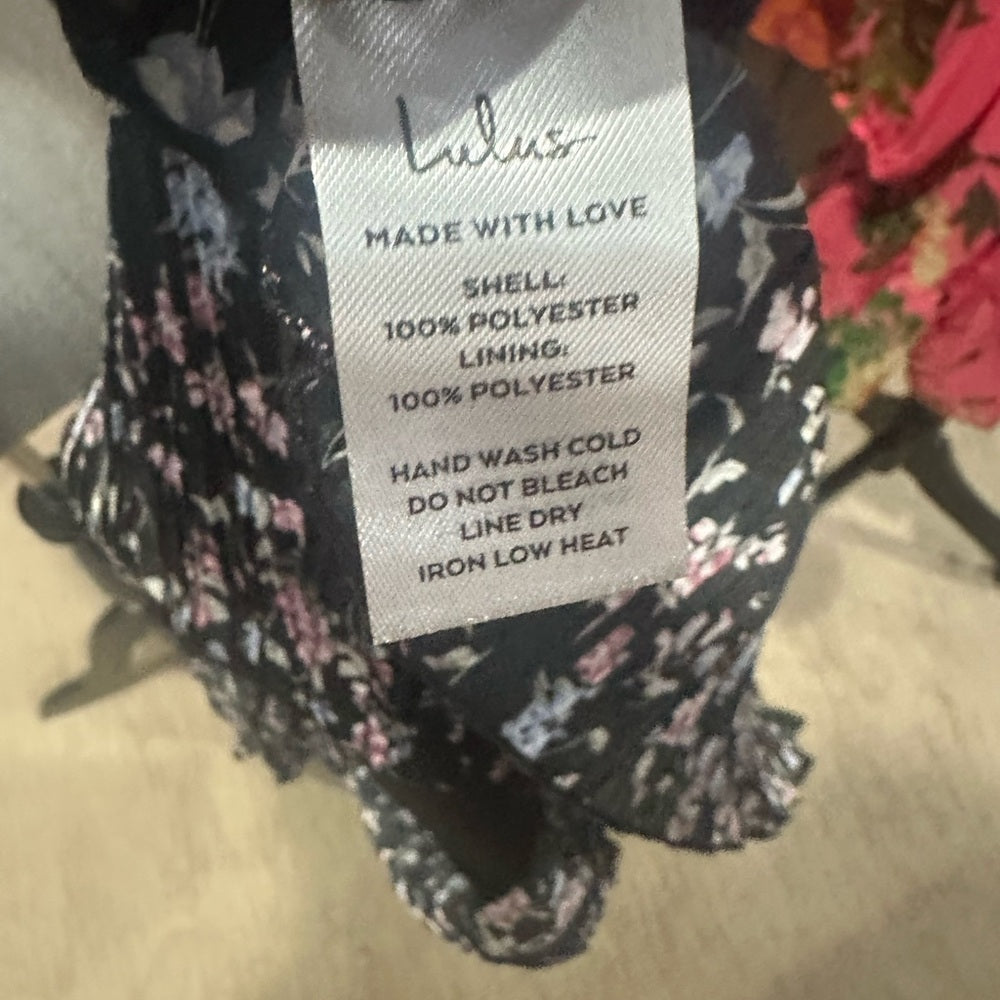 Lulus
MADE WITH LOVE
SHELL:
100% POLYESTER
LINING:
100% POLYESTER
HAND WASH COLD
DO NOT BLEACH
LINE DRY
IRON LOW HEAT